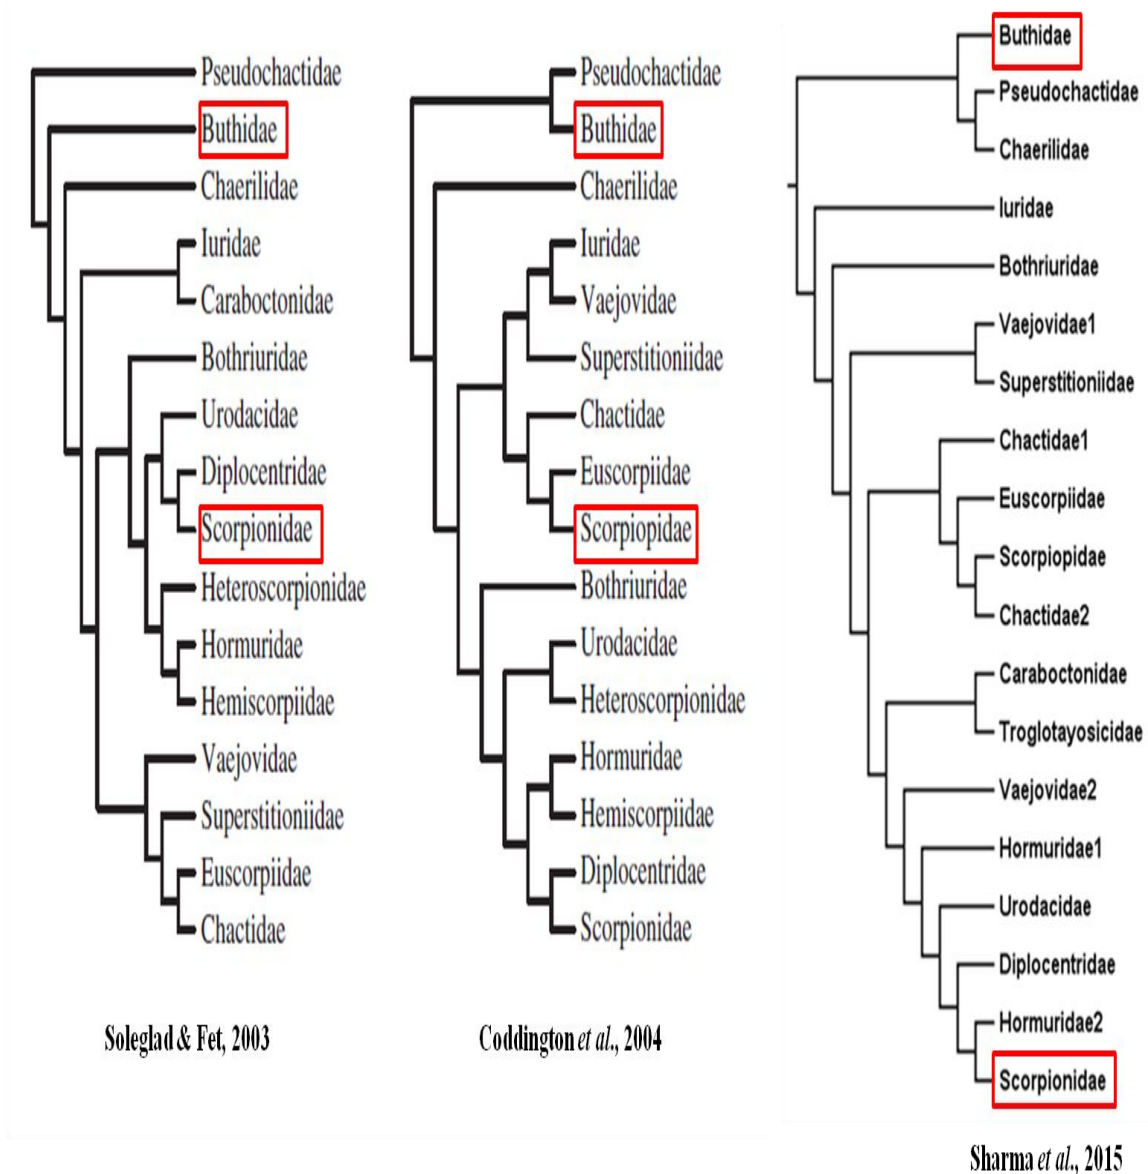 Pseudochactidae
Buthidae
Chaerilidae
Iuridae
Caraboctonidae
Bothriuridae
Urodacidae
Diplocentridae
Scorpionidae
Heteroscorpionidae
Hormuridae
Hemiscorpiidae
Vaejovidae
Superstitioniidae
Euscorpiidae
Chactidae
Soleglad & Fet, 2003
Pseudochactidae
Buthidae
Chaerilidae
Iuridae
Vaejovidae
Superstitioniidae
Chactidae
Euscorpiidae
Scorpiopidae
Bothriuridae
Urodacidae
Heteroscorpionidae
Hormuridae
Hemiscorpiidae
Diplocentridae
Scorpionidae
Coddington et al., 2004
Buthidae
Pseudochactidae
Chaerilidae
Iuridae
Bothriuridae
Vaejovidae1
Superstitioniidae
Chactidae1
Euscorpiidae
Scorpiopidae
Chactidae2
Caraboctonidae
Troglotayosicidae
Vaejovidae2
Hormuridae1
Urodacidae
Diplocentridae
Hormuridae2
Scorpionidae
Sharma et al., 2015